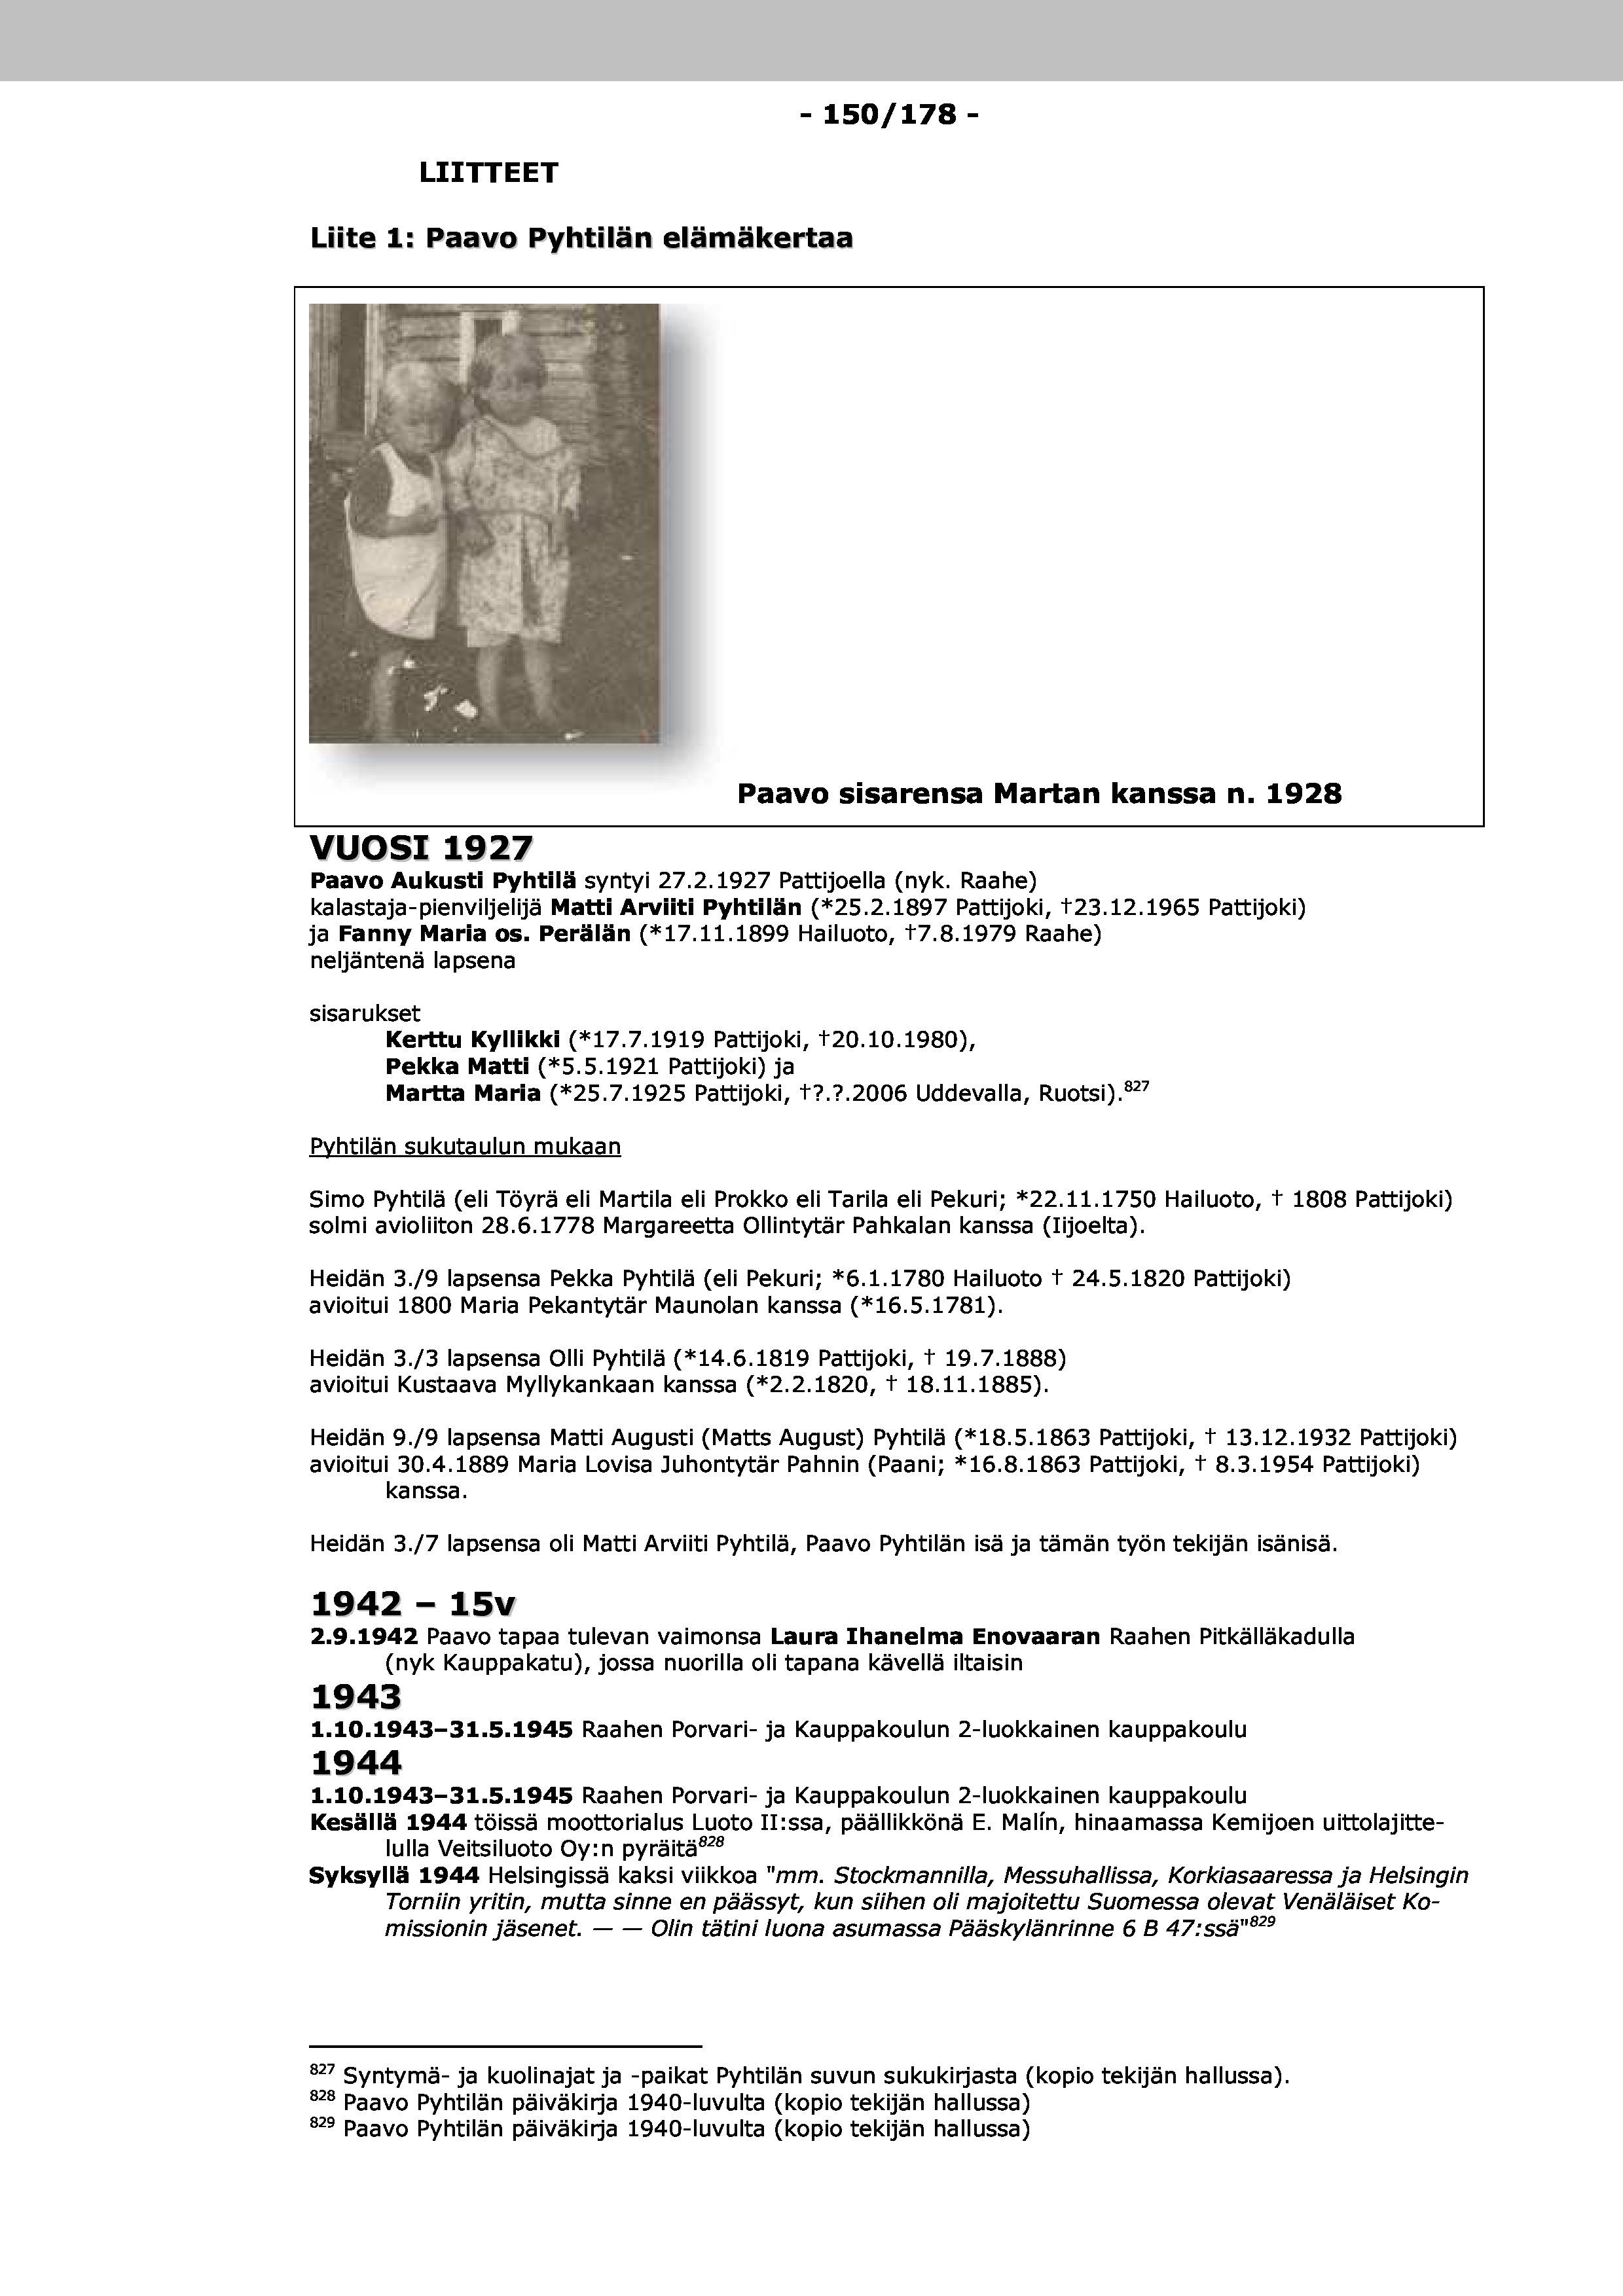 - 150/178 -
LIITTEET
Liite 1: Paavo Pyhtilän elämäkertaa
Paavo sisarensa Martan kanssa n. 1928
VUOSI 1927
Paavo Aukusti Pyhtilä syntyi 27.2.1927 Pattijoella (nyk. Raahe)
kalastaja-pienviljelijä Matti Arviiti Pyhtilän (*25.2.1897 Pattijoki, †23.12.1965 Pattijoki)
ja Fanny Maria os. Perälän (*17.11.1899 Hailuoto, †7.8.1979 Raahe)
neljäntenä lapsena
sisarukset
Kerttu Kyllikki (*17.7.1919 Pattijoki, †20.10.1980),
Pekka Matti (*5.5.1921 Pattijoki) ja
Martta Maria (*25.7.1925 Pattijoki, †?.?.2006 Uddevalla, Ruotsi).827
Pyhtilän sukutaulun mukaan
Simo Pyhtilä (eli Töyrä eli Martila eli Prokko eli Tarila eli Pekuri; *22.11.1750 Hailuoto, † 1808 Pattijoki)
solmi avioliiton 28.6.1778 Margareetta Ollintytär Pahkalan kanssa (Iijoelta).
Heidän 3./9 lapsensa Pekka Pyhtilä (eli Pekuri; *6.1.1780 Hailuoto † 24.5.1820 Pattijoki)
avioitui 1800 Maria Pekantytär Maunolan kanssa (*16.5.1781).
Heidän 3./3 lapsensa Olli Pyhtilä (*14.6.1819 Pattijoki, † 19.7.1888)
avioitui Kustaava Myllykankaan kanssa (*2.2.1820, † 18.11.1885).
Heidän 9./9 lapsensa Matti Augusti (Matts August) Pyhtilä (*18.5.1863 Pattijoki, † 13.12.1932 Pattijoki)
avioitui 30.4.1889 Maria Lovisa Juhontytär Pahnin (Paani; *16.8.1863 Pattijoki, † 8.3.1954 Pattijoki)
kanssa.
Heidän 3./7 lapsensa oli Matti Arviiti Pyhtilä, Paavo Pyhtilän isä ja tämän työn tekijän isänisä.
1942 – 15v
2.9.1942 Paavo tapaa tulevan vaimonsa Laura Ihanelma Enovaaran Raahen Pitkälläkadulla
(nyk Kauppakatu), jossa nuorilla oli tapana kävellä iltaisin
1943
1.10.1943–31.5.1945 Raahen Porvari- ja Kauppakoulun 2-luokkainen kauppakoulu
1944
1.10.1943–31.5.1945 Raahen Porvari- ja Kauppakoulun 2-luokkainen kauppakoulu
Kesällä 1944 töissä moottorialus Luoto II:ssa, päällikkönä E. Malín, hinaamassa Kemijoen uittolajitte-
lulla Veitsiluoto Oy:n pyräitä828
Syksyllä 1944 Helsingissä kaksi viikkoa "mm. Stockmannilla, Messuhallissa, Korkiasaaressa ja Helsingin
Torniin yritin, mutta sinne en päässyt, kun siihen oli majoitettu Suomessa olevat Venäläiset Ko-
missionin jäsenet. — — Olin tätini luona asumassa Pääskylänrinne 6 B 47:ssä"829
827 Syntymä- ja kuolinajat ja -paikat Pyhtilän suvun sukukirjasta (kopio tekijän hallussa).
828 Paavo Pyhtilän päiväkirja 1940-luvulta (kopio tekijän hallussa)
829 Paavo Pyhtilän päiväkirja 1940-luvulta (kopio tekijän hallussa)